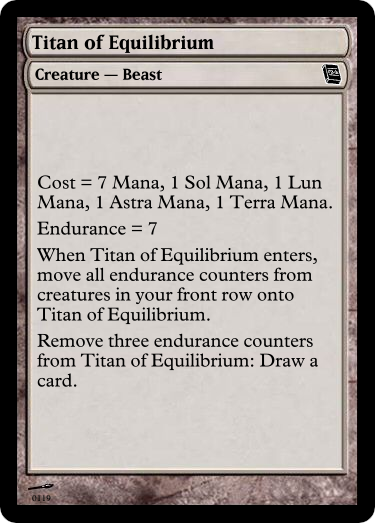 Titan of Equilibrium
Creature — Beast
Cost = 7 Mana, 1 Sol Mana, 1 Lun
Mana, 1 Astra Mana, 1 Terra Mana.
Endurance = 7
When Titan of Equilibrium enters,
move all endurance counters from
creatures in your front row onto
Titan of Equilibrium.
Remove three endurance counters
from Titan of Equilibrium: Draw a
card.
0119